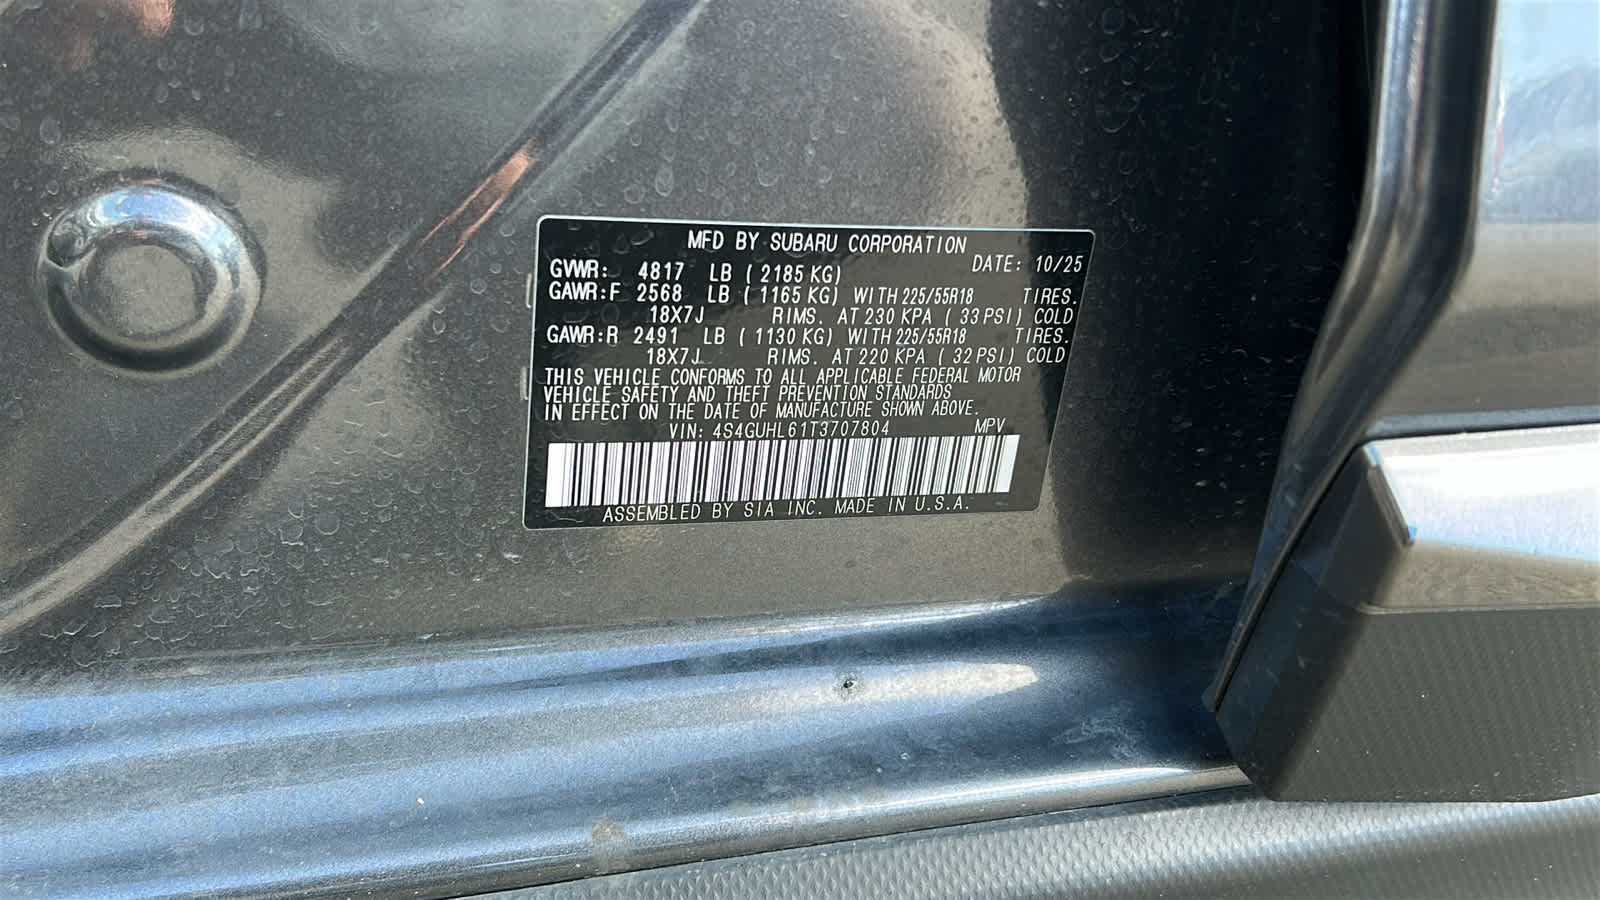 MFD BY SUBARU CORPORATION
DATE: 10/25
GVWR: 4817 LB ( 2185 KG)
GAWR:F 2568 LB ( 1165 KG) WITH 225/55R18 TIRES.
18X7J RIMS. AT 230 KPA ( 33 PSI) COLD
GAWR:R 2491 LB ( 1130 KG) WITH 225/55R18 TIRES.
18X7J RIMS. AT 220 KPA ( 32 PSI) COLD
THIS VEHICLE CONFORMS TO ALL APPLICABLE FEDERAL MOTOR
VEHICLE SAFETY AND THEFT PREVENTION STANDARDS
IN EFFECT ON THE DATE OF MANUFACTURE SHOWN ABOVE.
VIN: 4S4GUHL61T3707804 MPV
ASSEMBLED BY SIA INC. MADE IN U.S.A.